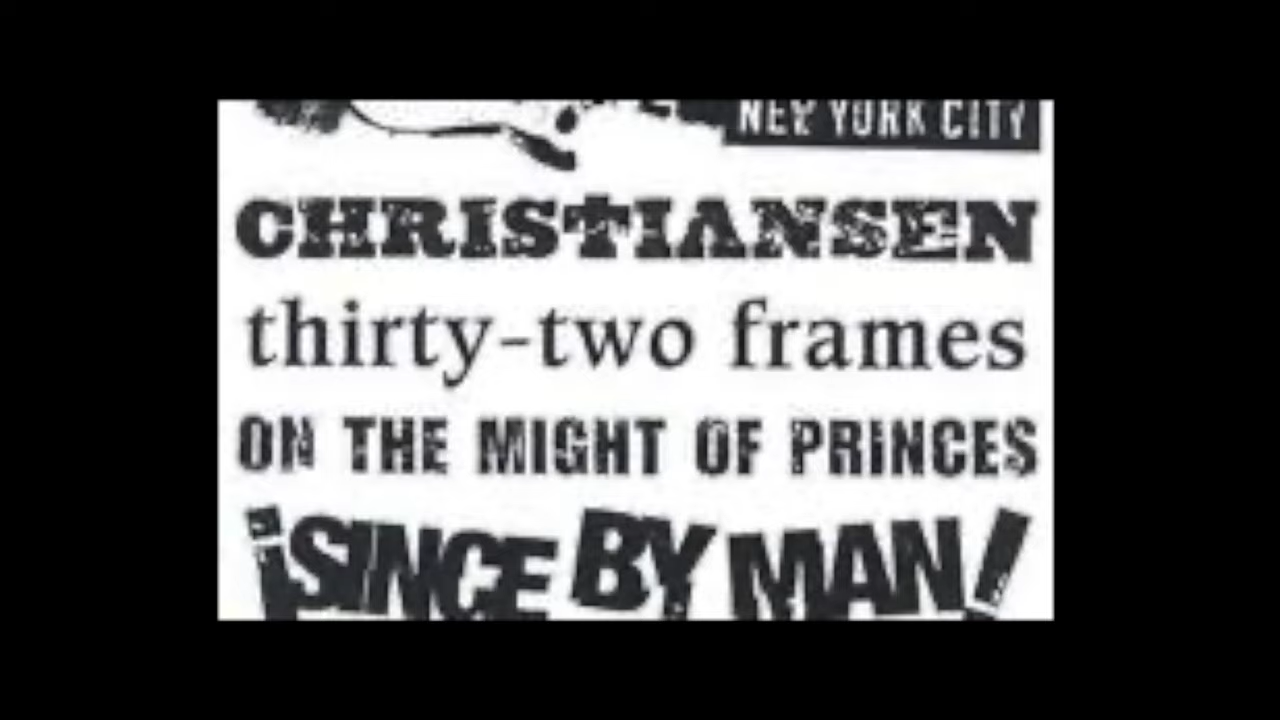 NEW YORK CITY
CHRISTIANSEN
thirty-two frames
ON THE MIGHT OF PRINCES
¡SINCE BY MAN!